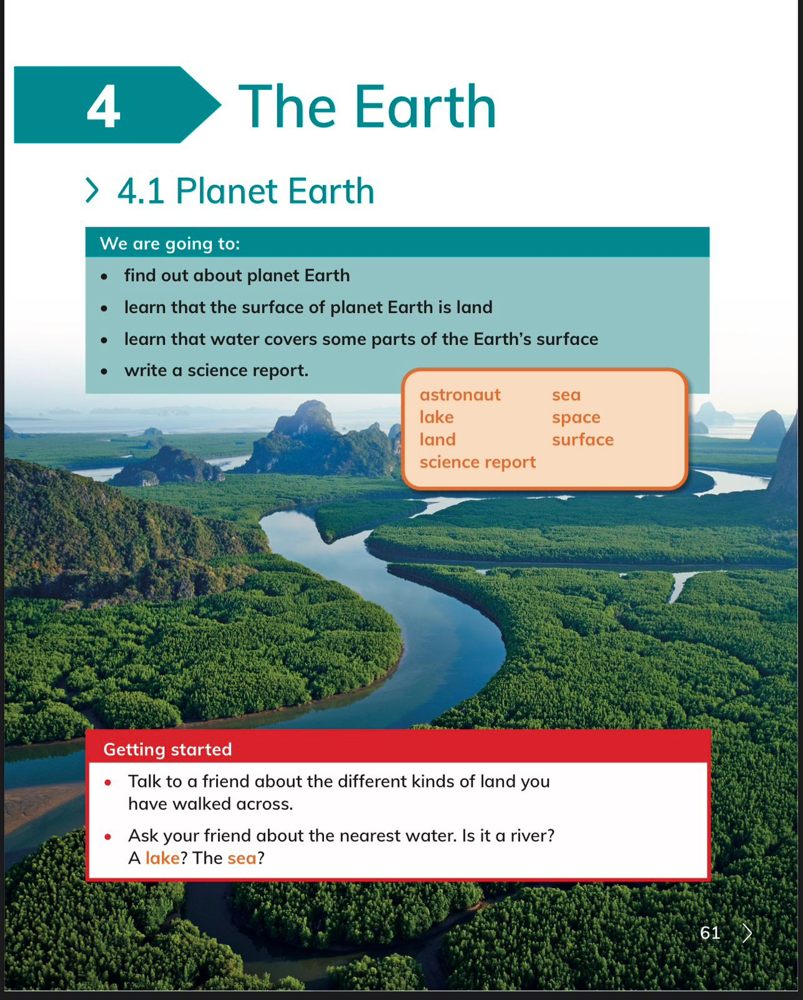 4
The Earth
4.1 Planet Earth
We are going to:
• find out about planet Earth
• learn that the surface of planet Earth is land
• learn that water covers some parts of the Earth’s surface
• write a science report.
astronaut
lake
land
science report
sea
space
surface
Getting started
• Talk to a friend about the different kinds of land you
have walked across.
• Ask your friend about the nearest water. Is it a river?
A lake? The sea?
61